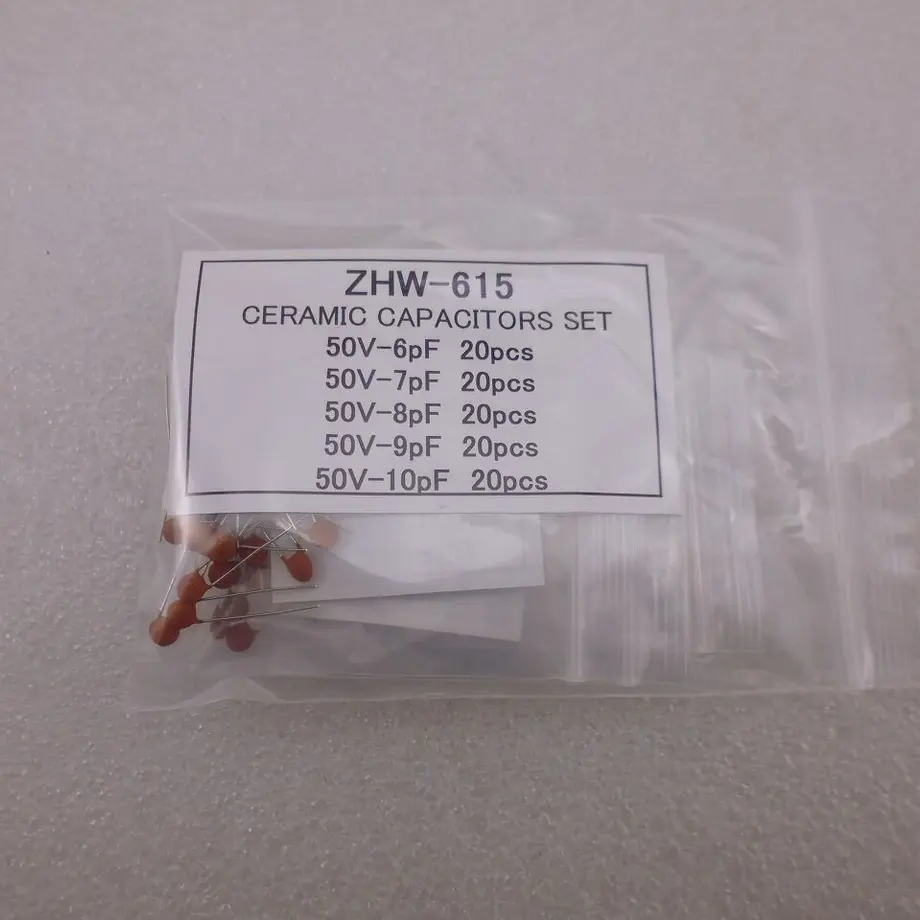 ZHW-615
CERAMIC CAPACITORS SET
50V-6pF 20pcs
50V-7pF 20pcs
50V-8pF 20pcs
50V-9pF 20pcs
50V-10pF 20pcs